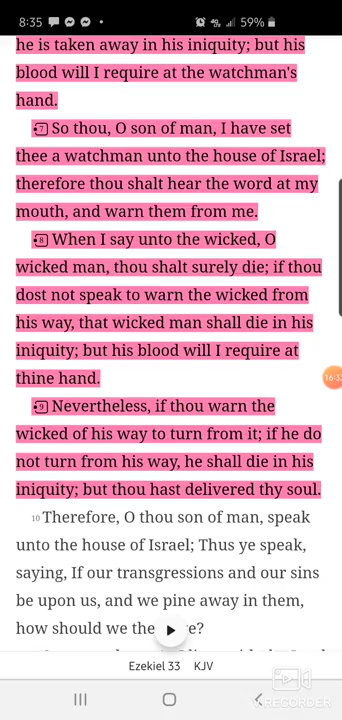 8:35 59%
he is taken away in his iniquity; but his
blood will I require at the watchman's
hand.
7 So thou, O son of man, I have set
thee a watchman unto the house of Israel;
therefore thou shalt hear the word at my
mouth, and warn them from me.
8 When I say unto the wicked, O
wicked man, thou shalt surely die; if thou
dost not speak to warn the wicked from
his way, that wicked man shall die in his
iniquity; but his blood will I require at
thine hand.
9 Nevertheless, if thou warn the
wicked of his way to turn from it; if he do
not turn from his way, he shall die in his
iniquity; but thou hast delivered thy soul.
10 Therefore, O thou son of man, speak
unto the house of Israel; Thus ye speak,
saying, If our transgressions and our sins
be upon us, and we pine away in them,
how should we
Ezekiel 33 KJV